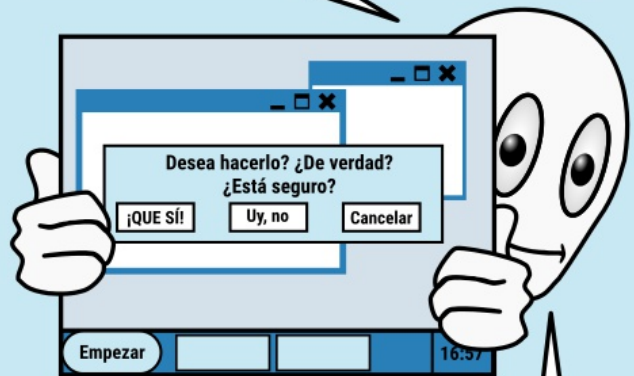 Desea hacerlo? ¿De verdad?
¿Está seguro?
¡QUE SÍ!
Uy, no
Cancelar
Empezar
16:57